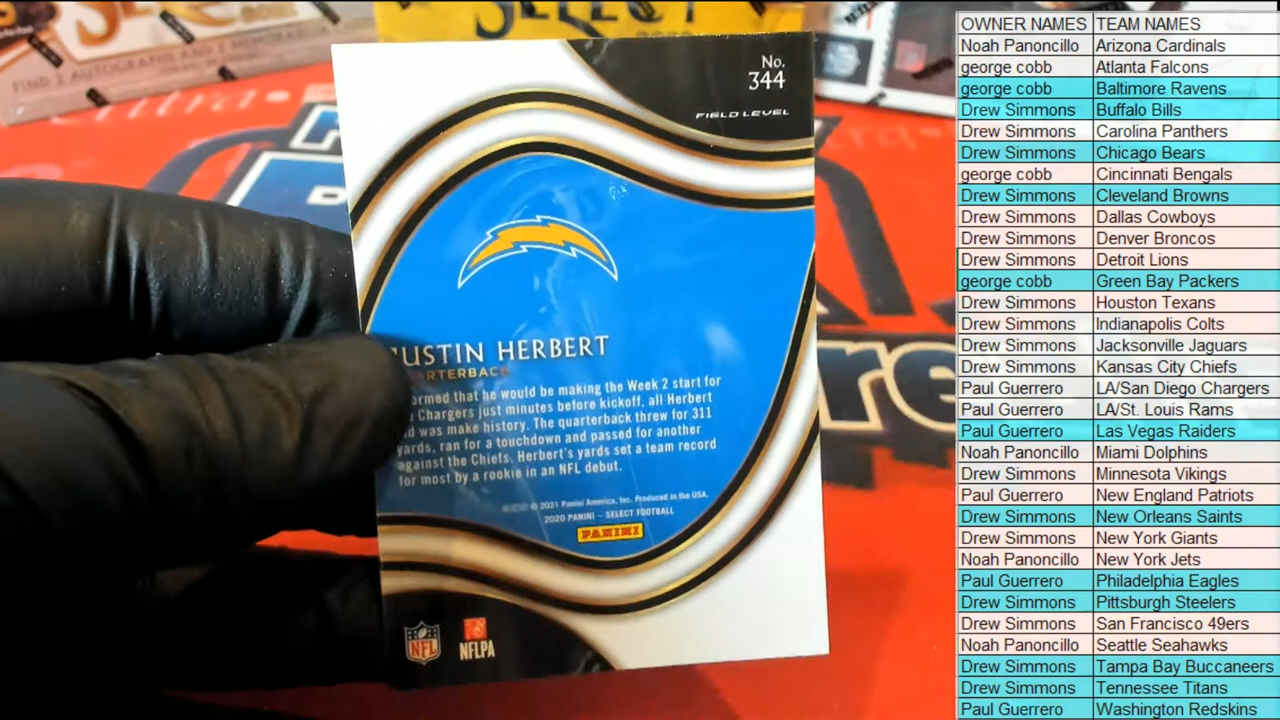 SELECT
No.
344
FIELD LEVEL
USTIN HERBERT
ARTERBACK
ormed that he would be making the Week 2 start for
Chargers just minutes before kickoff, all Herbert
d was make history. The quarterback threw for 311
yards, ran for a touchdown and passed for another
against the Chiefs. Herbert's yards set a team record
for most by a rookie in an NFL debut.
© 2021 Panini America, Inc. Produced in the USA.
2020 PANINI – SELECT FOOTBALL
PANINI
NFL
NFLPA
re
OWNER NAMES TEAM NAMES
Noah Panoncillo Arizona Cardinals
george cobb Atlanta Falcons
george cobb Baltimore Ravens
Drew Simmons Buffalo Bills
Drew Simmons Carolina Panthers
Drew Simmons Chicago Bears
george cobb Cincinnati Bengals
Drew Simmons Cleveland Browns
Drew Simmons Dallas Cowboys
Drew Simmons Denver Broncos
Drew Simmons Detroit Lions
george cobb Green Bay Packers
Drew Simmons Houston Texans
Drew Simmons Indianapolis Colts
Drew Simmons Jacksonville Jaguars
Drew Simmons Kansas City Chiefs
Paul Guerrero LA/San Diego Chargers
Paul Guerrero LA/St. Louis Rams
Paul Guerrero Las Vegas Raiders
Noah Panoncillo Miami Dolphins
Drew Simmons Minnesota Vikings
Paul Guerrero New England Patriots
Drew Simmons New Orleans Saints
Drew Simmons New York Giants
Noah Panoncillo New York Jets
Paul Guerrero Philadelphia Eagles
Drew Simmons Pittsburgh Steelers
Drew Simmons San Francisco 49ers
Noah Panoncillo Seattle Seahawks
Drew Simmons Tampa Bay Buccaneers
Drew Simmons Tennessee Titans
Paul Guerrero Washington Redskins